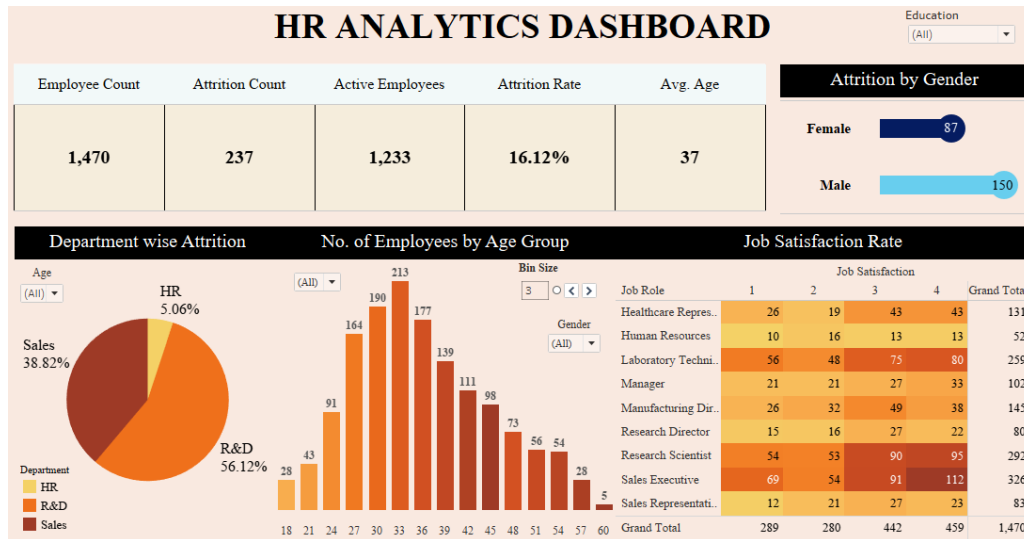 HR ANALYTICS DASHBOARD
Education
(All)
Employee Count Attrition Count Active Employees Attrition Rate Avg. Age
1,470 237 1,233 16.12% 37
Attrition by Gender
Female 87
Male 150
Department wise Attrition
Age
(All)
HR
5.06%
Sales
38.82%
R&D
56.12%
Department
HR
R&D
Sales
No. of Employees by Age Group
(All)
Bin Size
3
Gender
(All)
28 43 91 164 190 213 177 139 111 98 73 56 54 28 5
18 21 24 27 30 33 36 39 42 45 48 51 54 57 60
Job Satisfaction Rate
Job Satisfaction
Job Role 1 2 3 4 Grand Tota
Healthcare Repres.. 26 19 43 43 131
Human Resources 10 16 13 13 52
Laboratory Techni.. 56 48 75 80 259
Manager 21 21 27 33 102
Manufacturing Dir.. 26 32 49 38 145
Research Director 15 16 27 22 80
Research Scientist 54 53 90 95 292
Sales Executive 69 54 91 112 326
Sales Representati.. 12 21 27 23 83
Grand Total 289 280 442 459 1,470